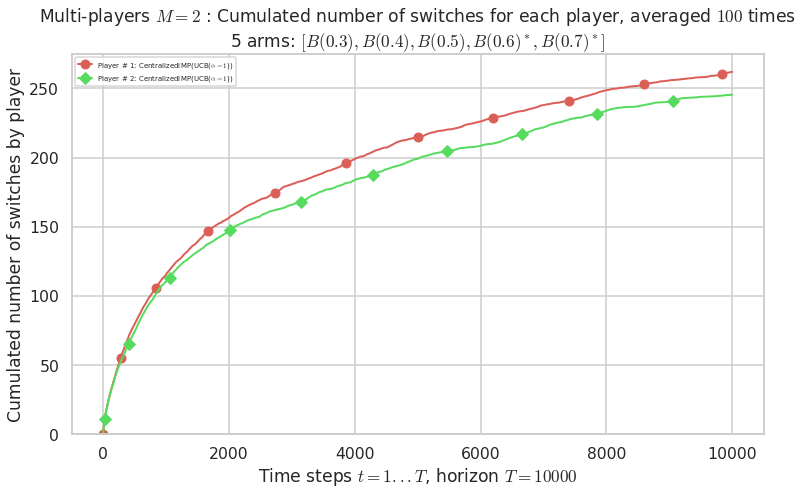 Multi-players M = 2 : Cumulated number of switches for each player, averaged 100 times
5 arms: [B(0.3), B(0.4), B(0.5), B(0.6)*, B(0.7)*]
Player # 1: CentralizedMP(UCB(α=1))
Player # 2: CentralizedMP(UCB(α=1))
Cumulated number of switches by player
250
200
150
100
50
0
0 2000 4000 6000 8000 10000
Time steps t = 1...T, horizon T = 10000